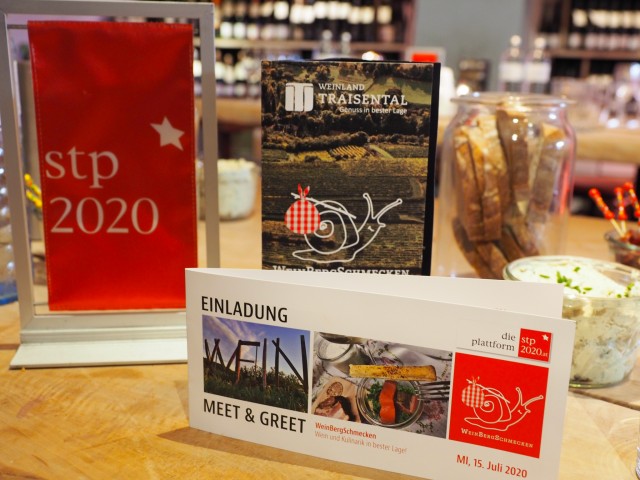 stp
2020
WEINLAND
TRAISENTAL
Genuss in bester Lage
WEINBERGSCHMECKEN
EINLADUNG
WEIN
MEET & GREET
WEINBERGSCHMECKEN
Wein und Kulinarik in bester Lage!
die
plattform
stp
2020.at
WEINBERGSCHMECKEN
MI, 15. Juli 2020